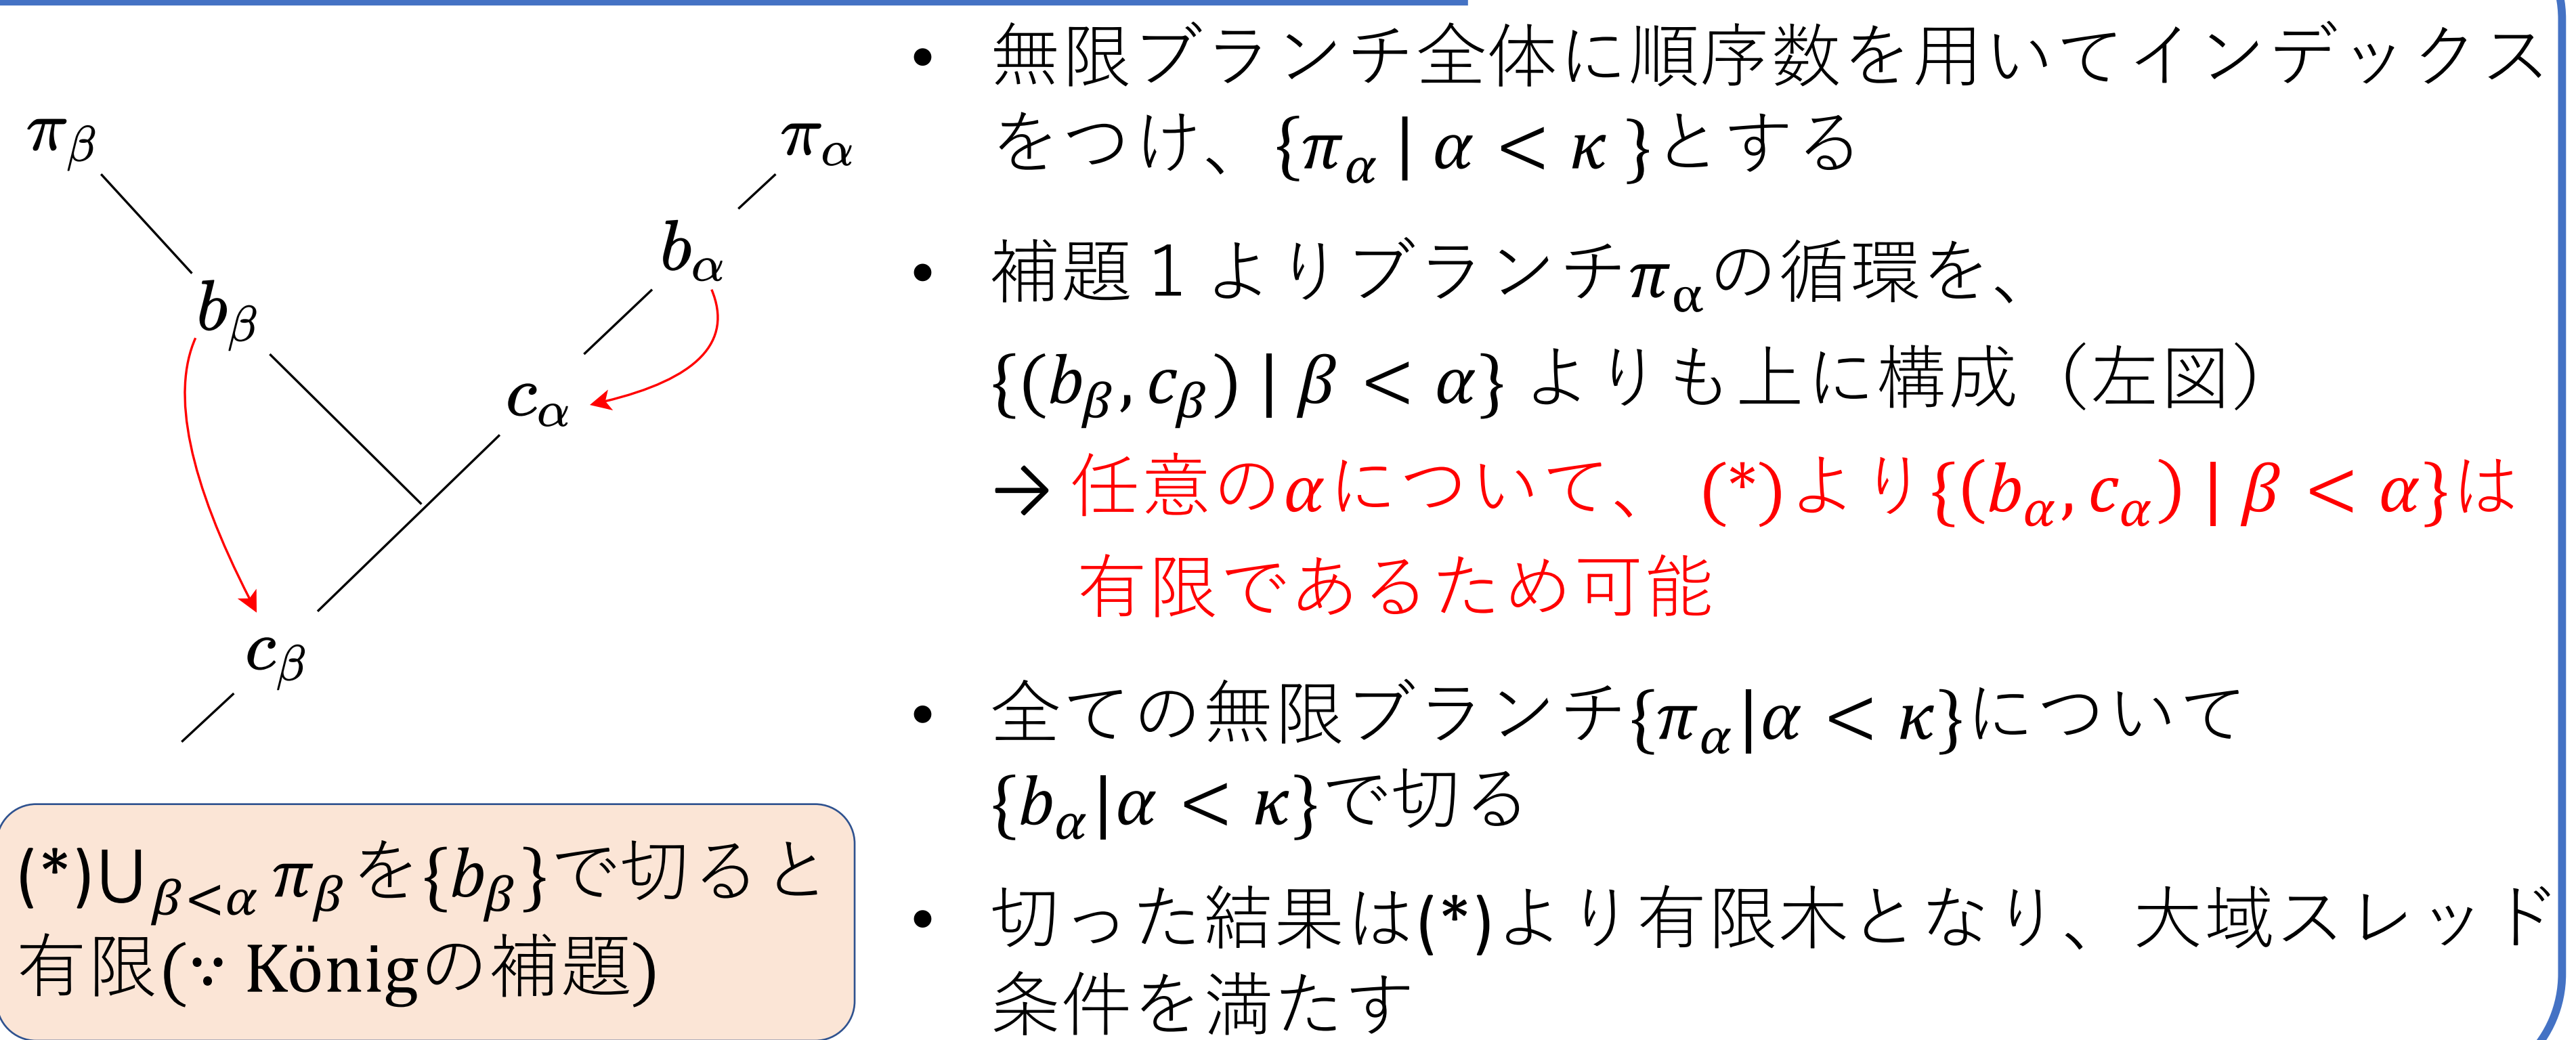 π_β
π_α
b_α
b_β
c_α
c_β
(*)⋃_{β<α} π_βを{b_β}で切ると
有限(∵ Königの補題)
• 無限ブランチ全体に順序数を用いてインデックス
をつけ、{π_α | α < κ }とする
• 補題１よりブランチπ_αの循環を、
{(b_β, c_β) | β < α} よりも上に構成（左図）
→ 任意のαについて、(*)より{(b_α, c_α) | β < α}は
有限であるため可能
• 全ての無限ブランチ{π_α|α < κ}について
{b_α|α < κ}で切る
• 切った結果は(*)より有限木となり、大域スレッド
条件を満たす